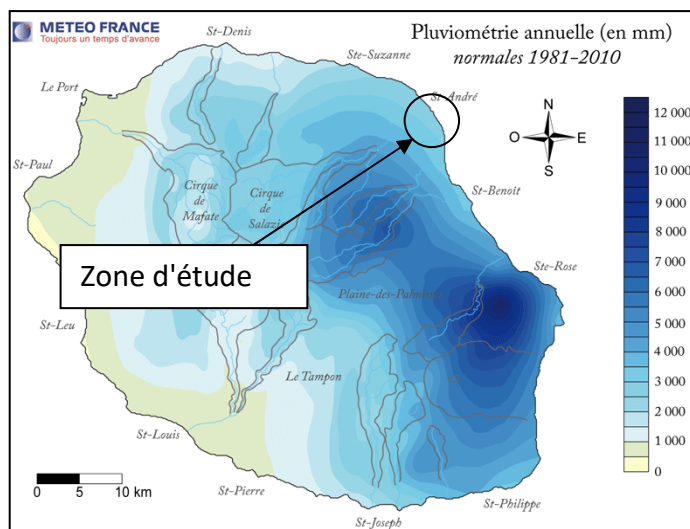 METEO FRANCE
Toujours un temps d'avance
Pluviométrie annuelle (en mm)
normales 1981-2010
St-Denis
Ste-Suzanne
St-André
Le Port
St-Paul
St-Benoit
Cirque
de
Mafate
Cirque
de
Salazie
Zone d'étude
Ste-Rose
Plaine-des-Palmistes
St-Leu
Le Tampon
St-Louis
St-Pierre
St-Joseph
St-Philippe
N
O
E
S
12 000
11 000
10 000
9 000
8 000
7 000
6 000
5 000
4 000
3 000
2 000
1 000
0
0 5 10 km